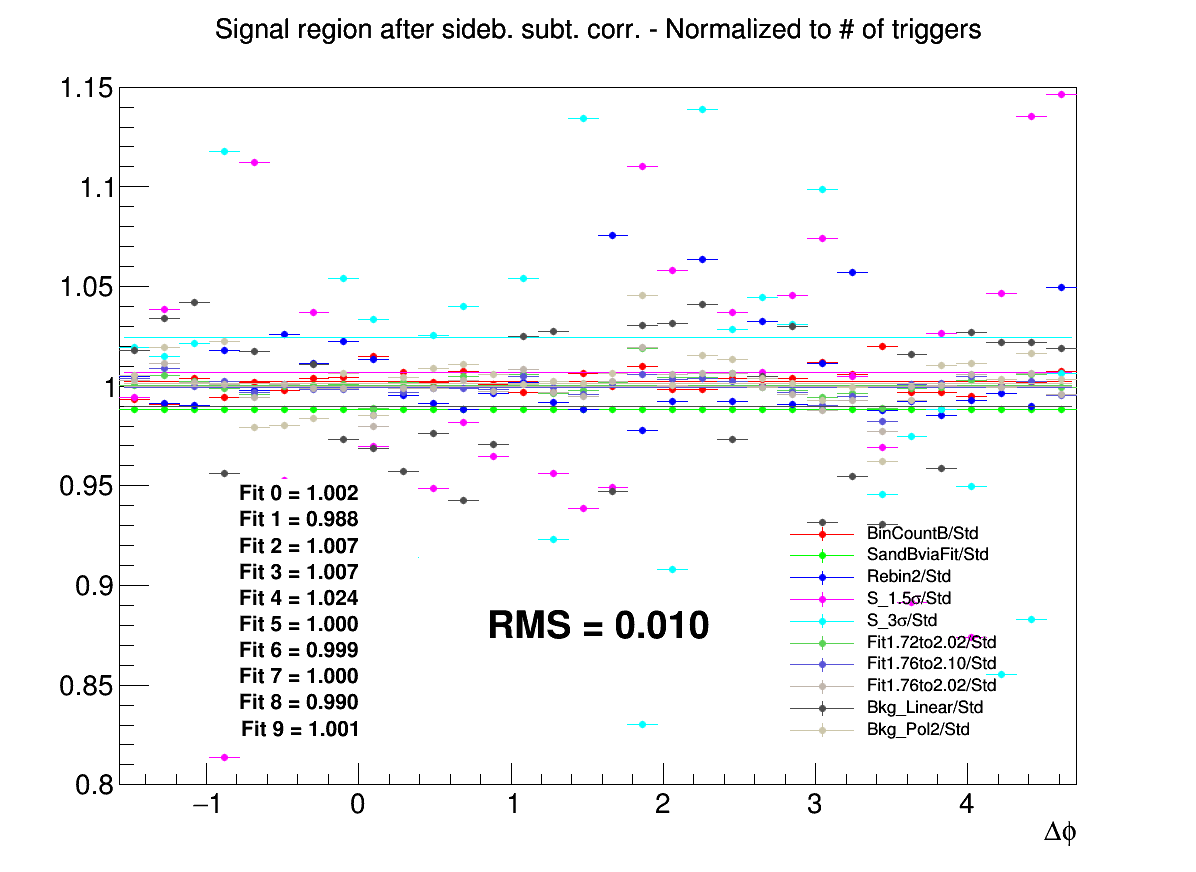 Signal region after sideb. subt. corr. - Normalized to # of triggers
1.15
1.1
1.05
1
0.95
0.9
0.85
0.8
Fit 0 = 1.002
Fit 1 = 0.988
Fit 2 = 1.007
Fit 3 = 1.007
Fit 4 = 1.024
Fit 5 = 1.000
Fit 6 = 0.999
Fit 7 = 1.000
Fit 8 = 0.990
Fit 9 = 1.001
RMS = 0.010
BinCountB/Std
SandBviaFit/Std
Rebin2/Std
S_1.5σ/Std
S_3σ/Std
Fit1.72to2.02/Std
Fit1.76to2.10/Std
Fit1.76to2.02/Std
Bkg_Linear/Std
Bkg_Pol2/Std
−1 0 1 2 3 4
Δϕ